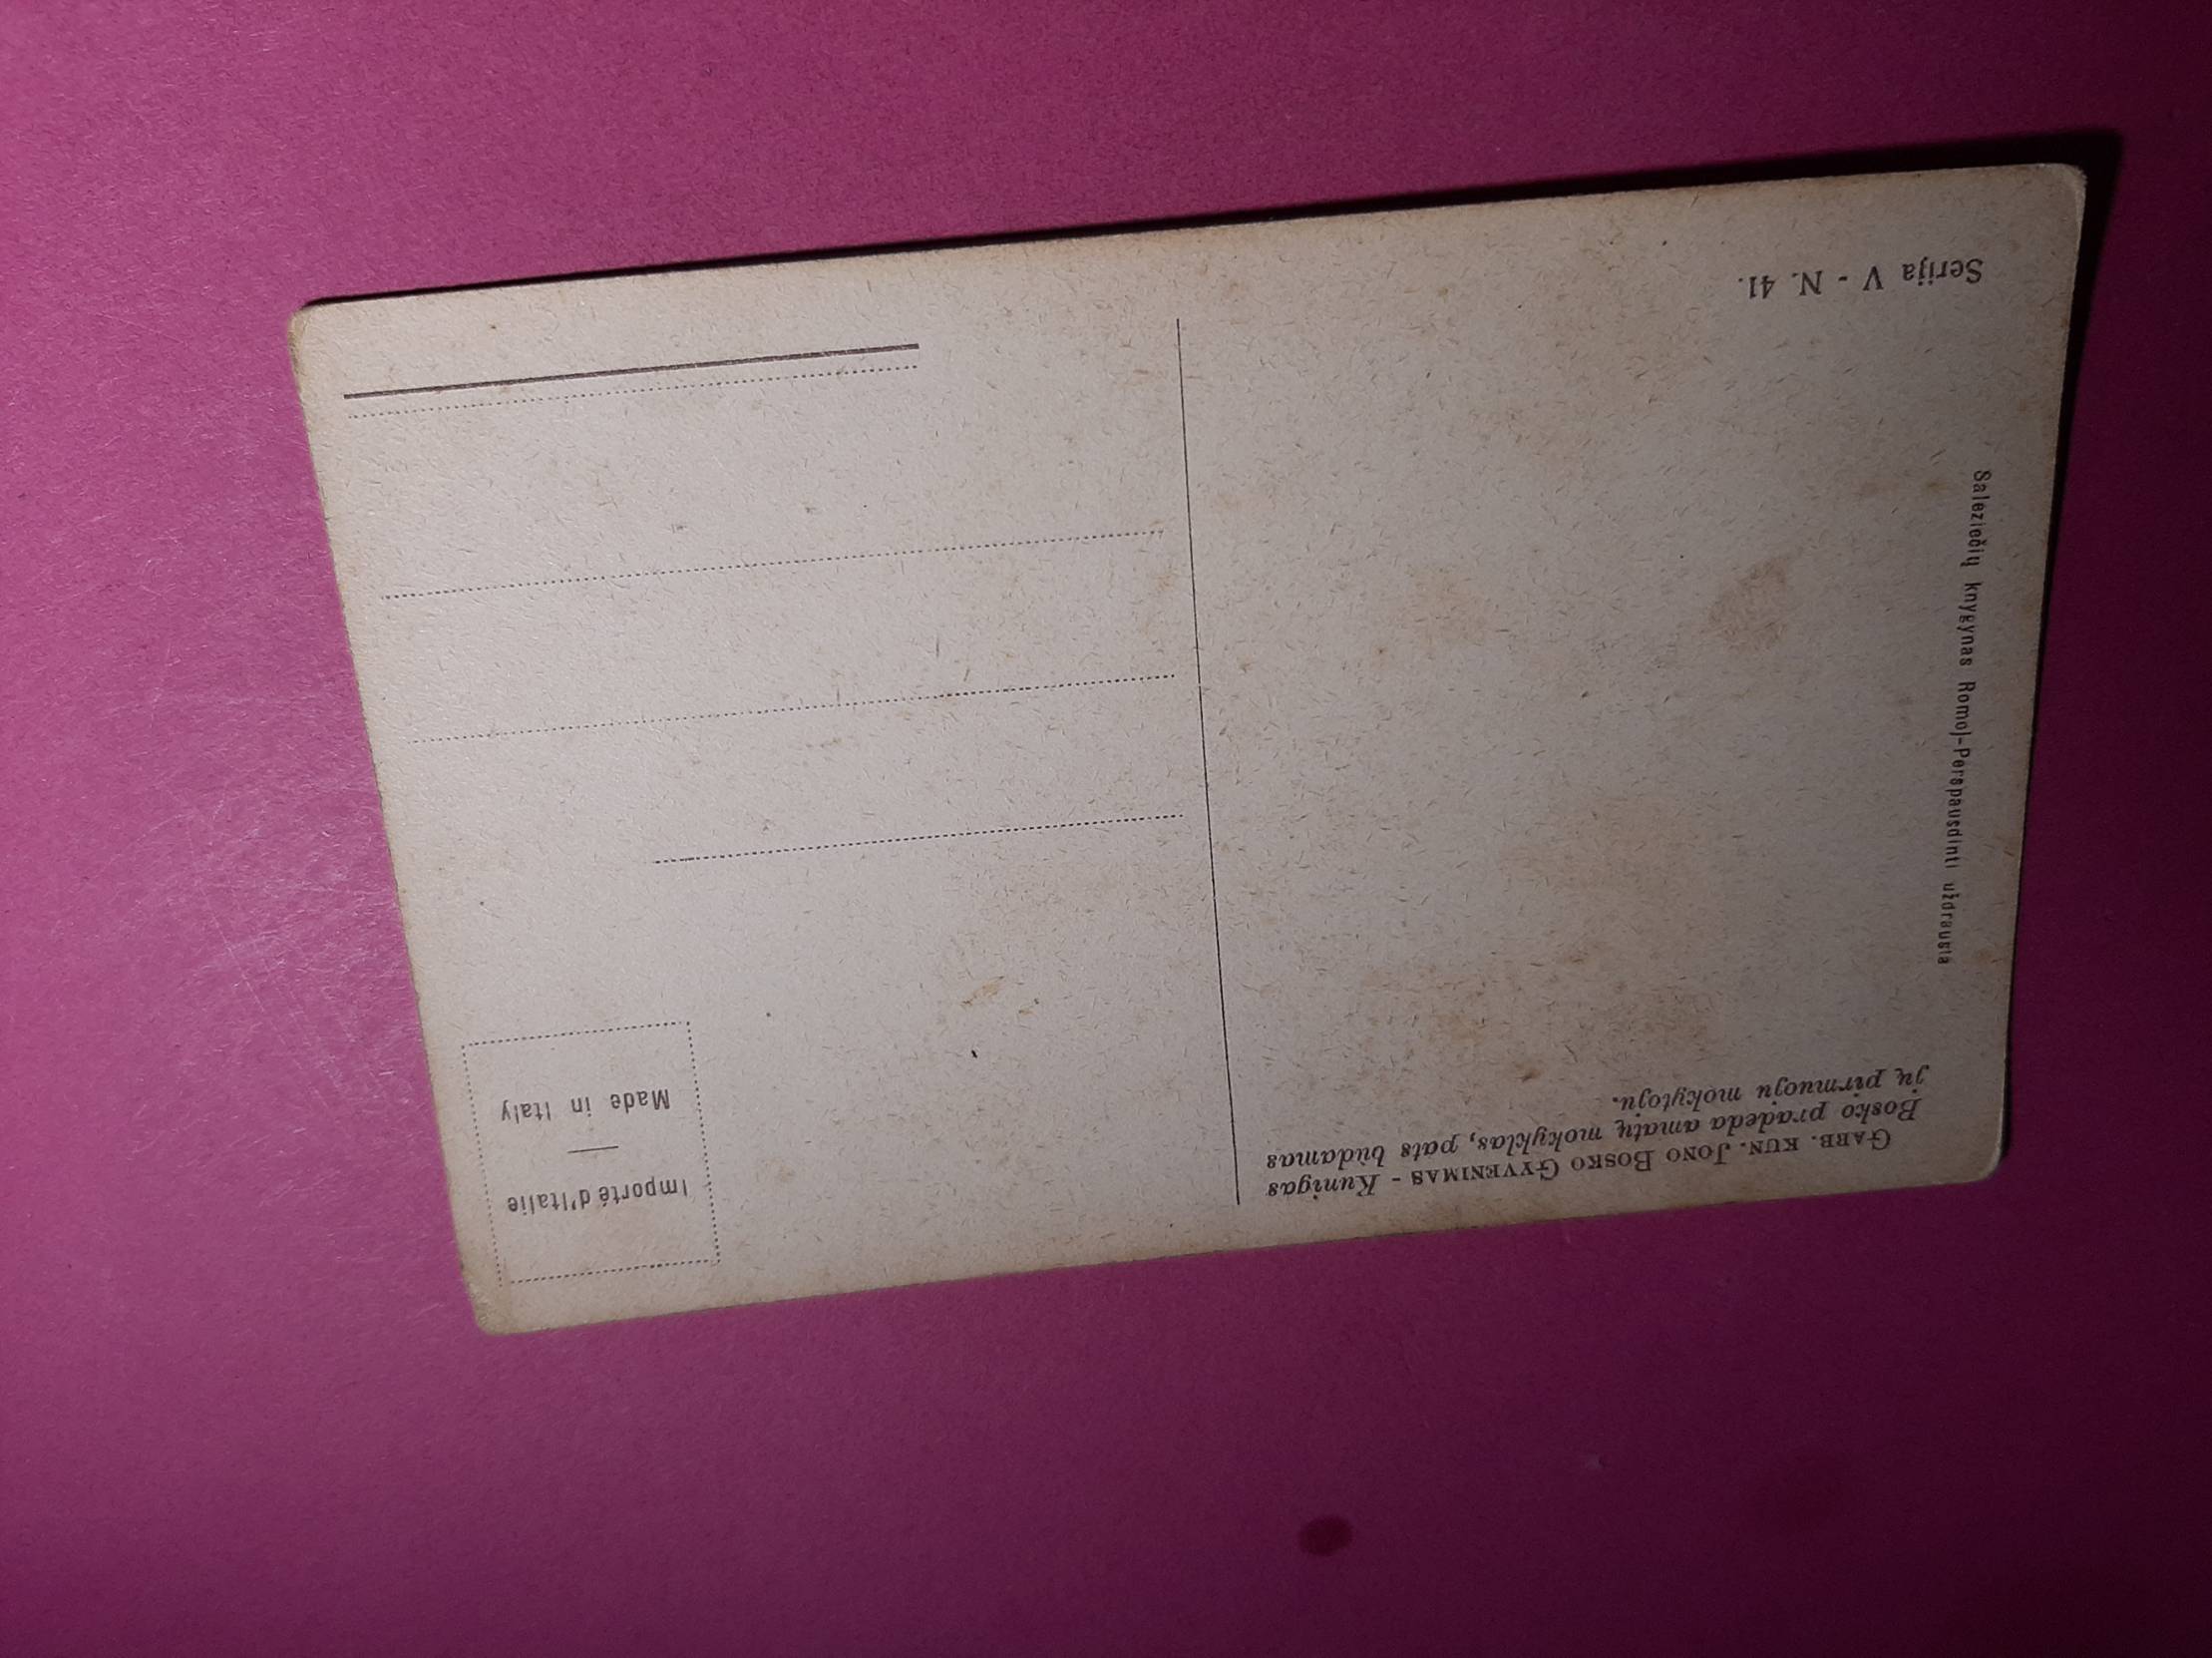 GARB. KUN. JONO BOSKO GYVENIMAS - Kunigas
Bosko pradeda amatų mokyklas, pats būdamas
jų pirmuoju mokytoju.
Importé d'Italie
Made in Italy
Saleziečių knygynas Romoj-Perspausdinti uždrausta
Serija V - N. 41.